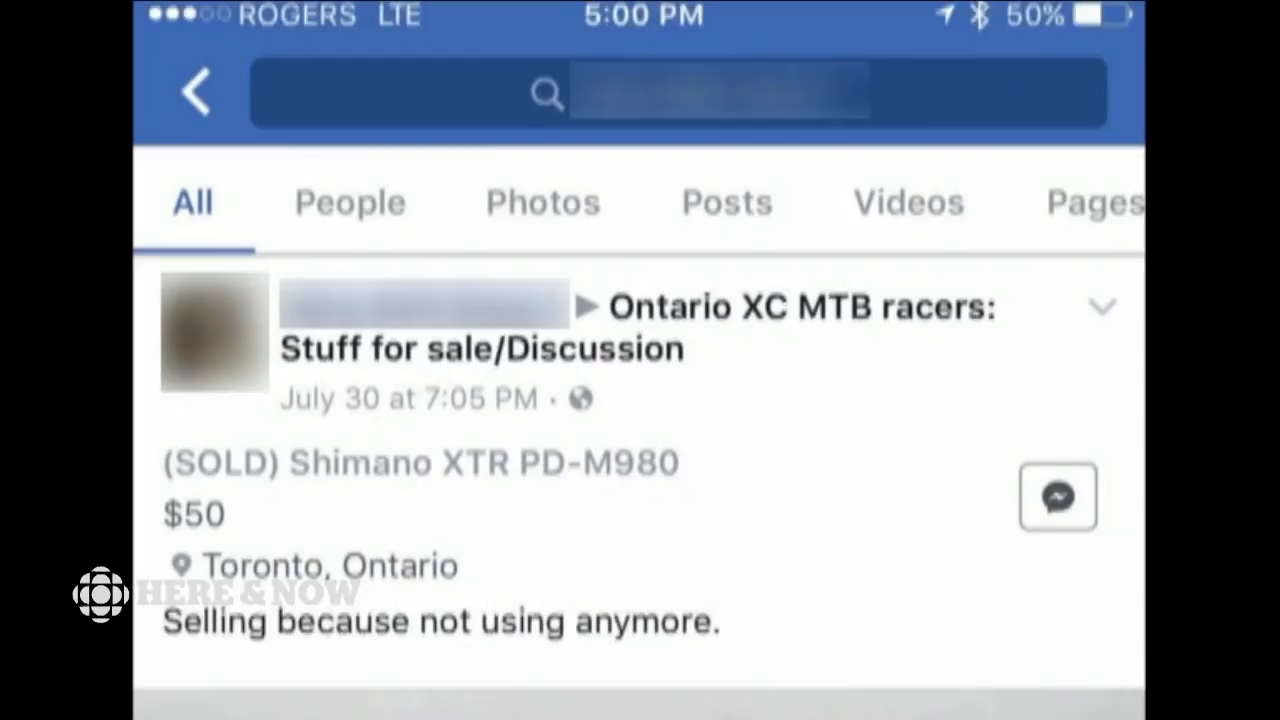 ROGERS LTE 5:00 PM 50%
All People Photos Posts Videos Pages
Ontario XC MTB racers:
Stuff for sale/Discussion
July 30 at 7:05 PM ·
(SOLD) Shimano XTR PD-M980
$50
Toronto, Ontario
HERE & NOW
Selling because not using anymore.